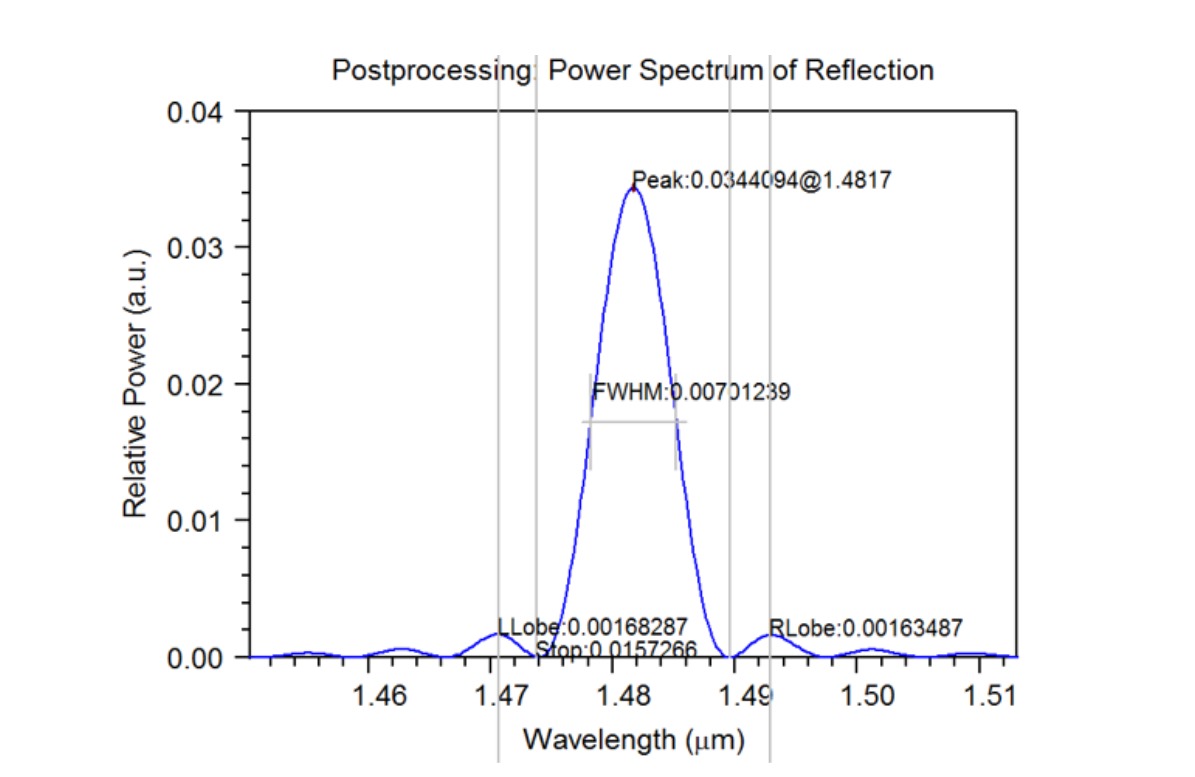 Postprocessing: Power Spectrum of Reflection
0.04
Peak:0.0344094@1.4817
0.03
Relative Power (a.u.)
0.02
FWHM:0.00701239
0.01
LLobe:0.00168287
RLobe:0.00163487
Stop:0.0157266
0.00
1.46 1.47 1.48 1.49 1.50 1.51
Wavelength (μm)